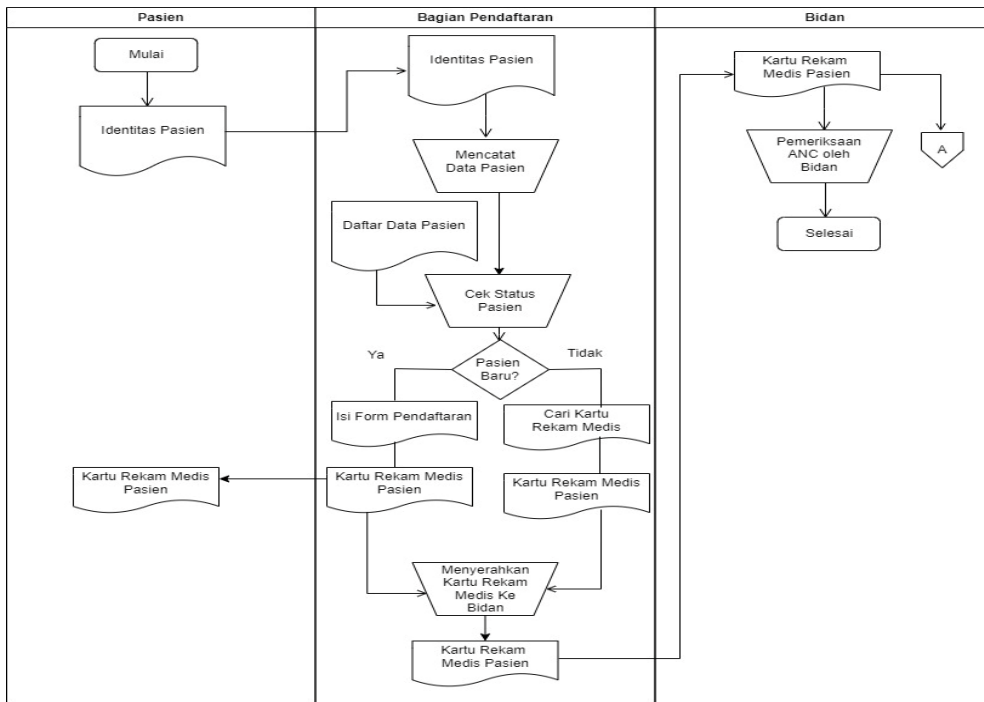 Pasien
Bagian Pendaftaran
Bidan
Mulai
Identitas Pasien
Identitas Pasien
Mencatat
Data Pasien
Daftar Data Pasien
Cek Status
Pasien
Pasien
Baru?
Ya
Tidak
Isi Form Pendaftaran
Cari Kartu
Rekam Medis
Kartu Rekam Medis
Pasien
Kartu Rekam Medis
Pasien
Kartu Rekam Medis
Pasien
Menyerahkan
Kartu Rekam
Medis Ke
Bidan
Kartu Rekam
Medis Pasien
Kartu Rekam
Medis Pasien
A
Pemeriksaan
ANC oleh
Bidan
Selesai